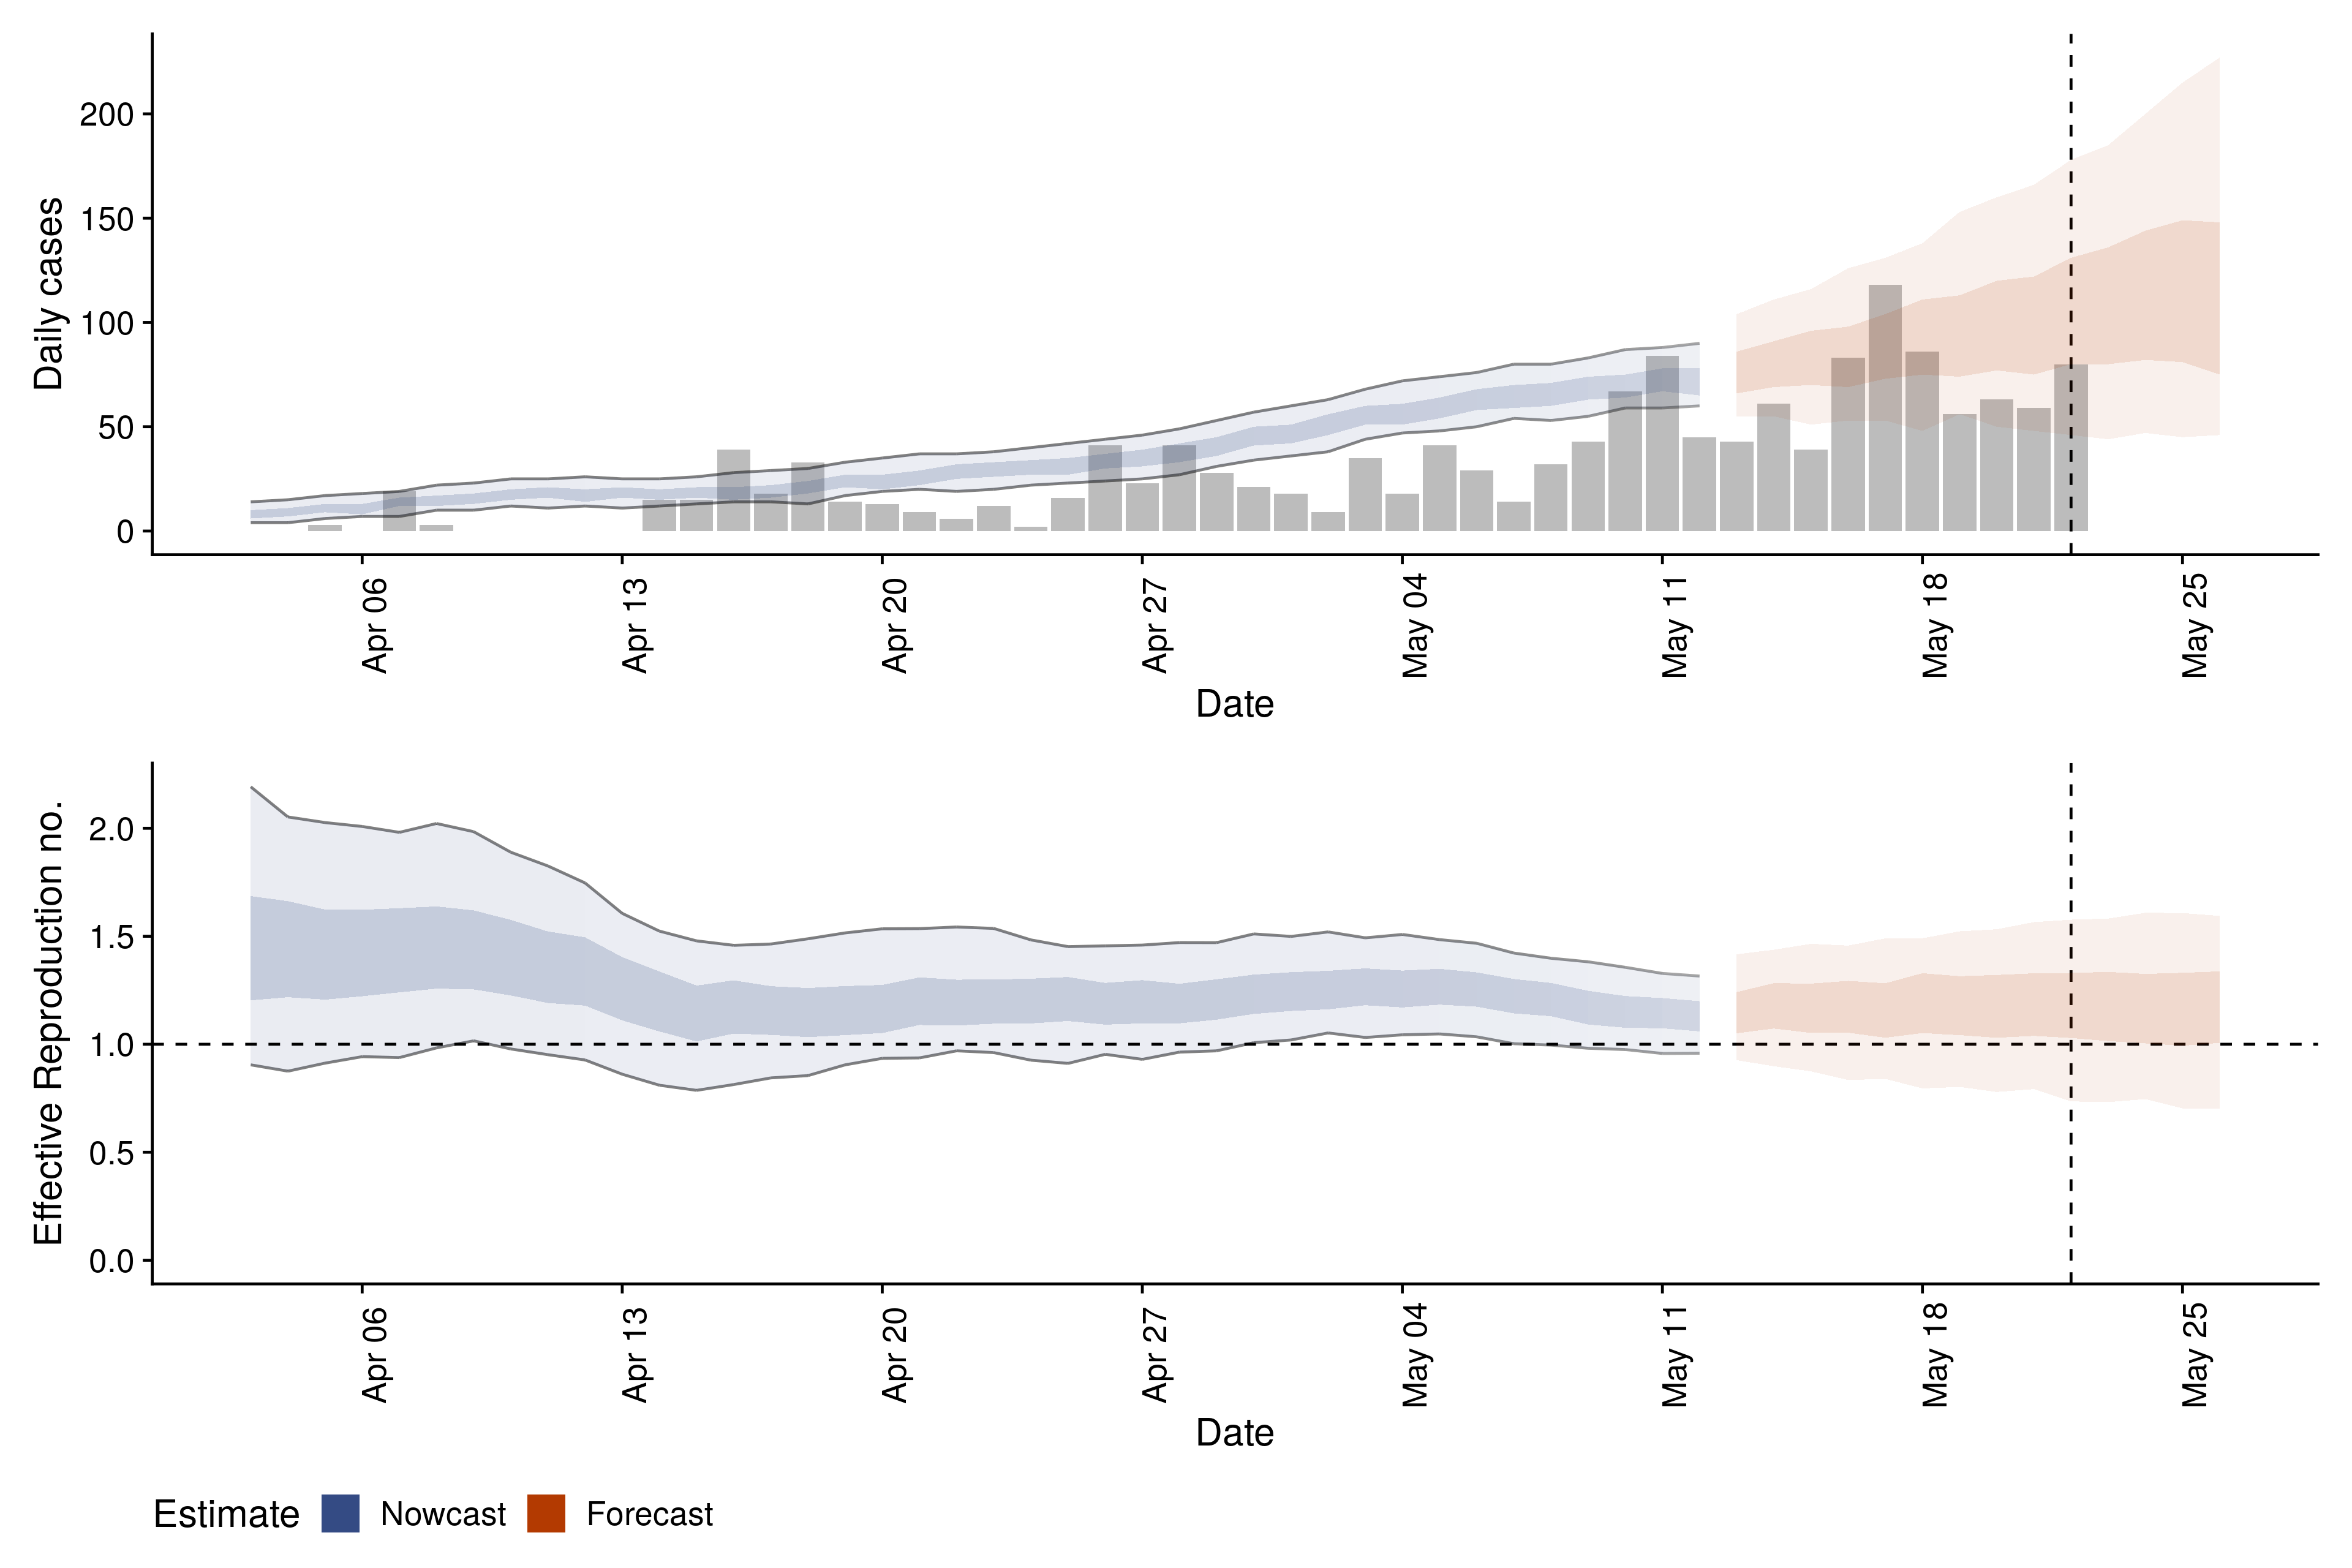 Daily cases
200
150
100
50
0
Apr 06
Apr 13
Apr 20
Apr 27
May 04
May 11
May 18
May 25
Date
Effective Reproduction no.
2.0
1.5
1.0
0.5
0.0
Apr 06
Apr 13
Apr 20
Apr 27
May 04
May 11
May 18
May 25
Date
Estimate Nowcast Forecast